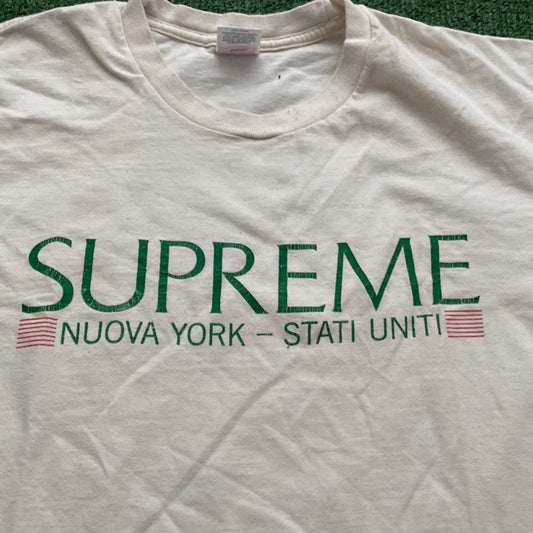 SUPREME
NUOVA YORK – STATI UNITI